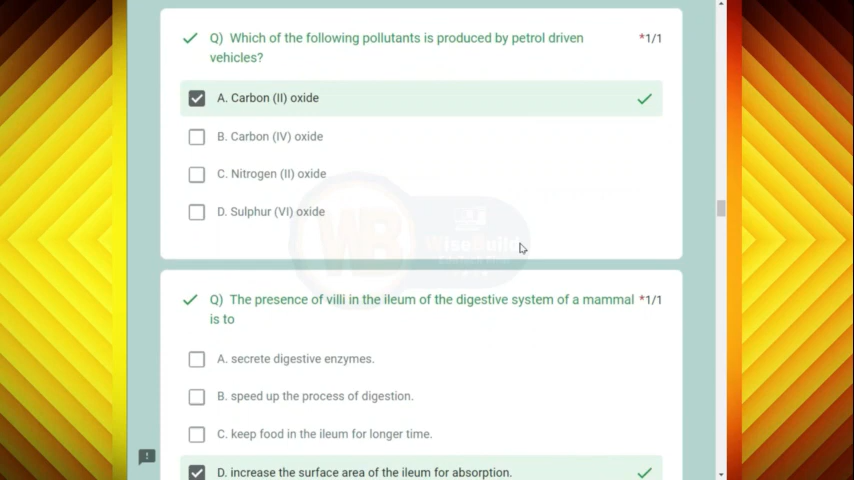 Q) Which of the following pollutants is produced by petrol driven
vehicles?
*1/1
A. Carbon (II) oxide
B. Carbon (IV) oxide
C. Nitrogen (II) oxide
D. Sulphur (VI) oxide
WB
WiseBuild
Q) The presence of villi in the ileum of the digestive system of a mammal
is to
*1/1
A. secrete digestive enzymes.
B. speed up the process of digestion.
C. keep food in the ileum for longer time.
D. increase the surface area of the ileum for absorption.